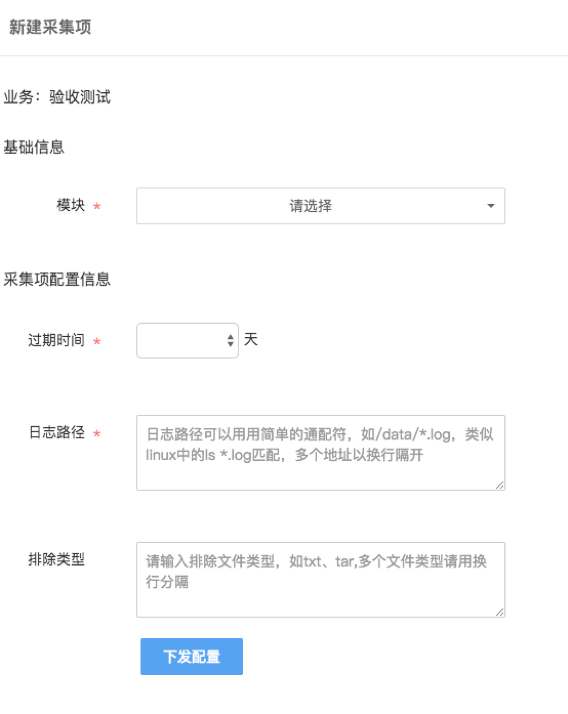 新建采集项
业务：验收测试
基础信息
模块 *
请选择
采集项配置信息
过期时间 *
天
日志路径 *
日志路径可以用用简单的通配符，如/data/*.log，类似
linux中的ls *.log匹配，多个地址以换行隔开
排除类型
请输入排除文件类型，如txt、tar,多个文件类型请用换
行分隔
下发配置